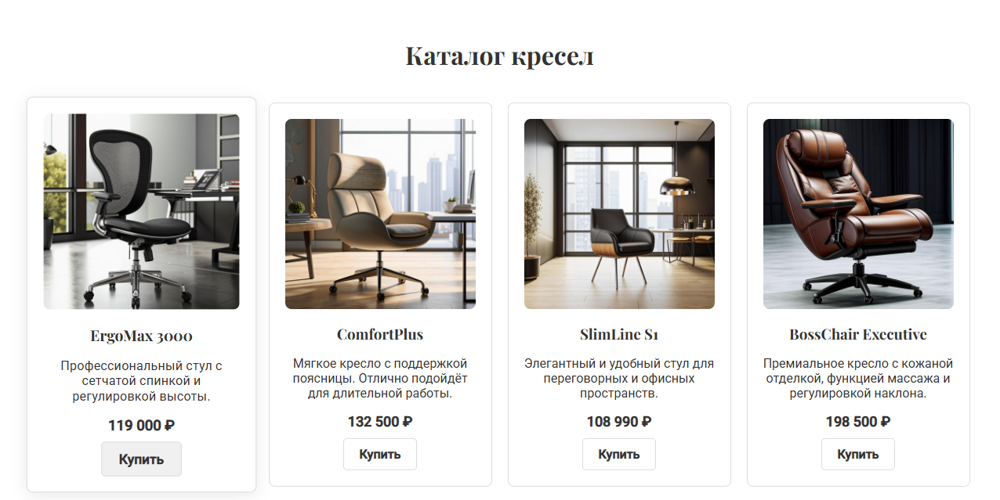 Каталог кресел
ErgoMax 3000
Профессиональный стул с
сетчатой спинкой и
регулировкой высоты.
119 000 ₽
Купить
ComfortPlus
Мягкое кресло с поддержкой
поясницы. Отлично подойдёт
для длительной работы.
132 500 ₽
Купить
SlimLine S1
Элегантный и удобный стул для
переговорных и офисных
пространств.
108 990 ₽
Купить
BossChair Executive
Премиальное кресло с кожаной
отделкой, функцией массажа и
регулировкой наклона.
198 500 ₽
Купить